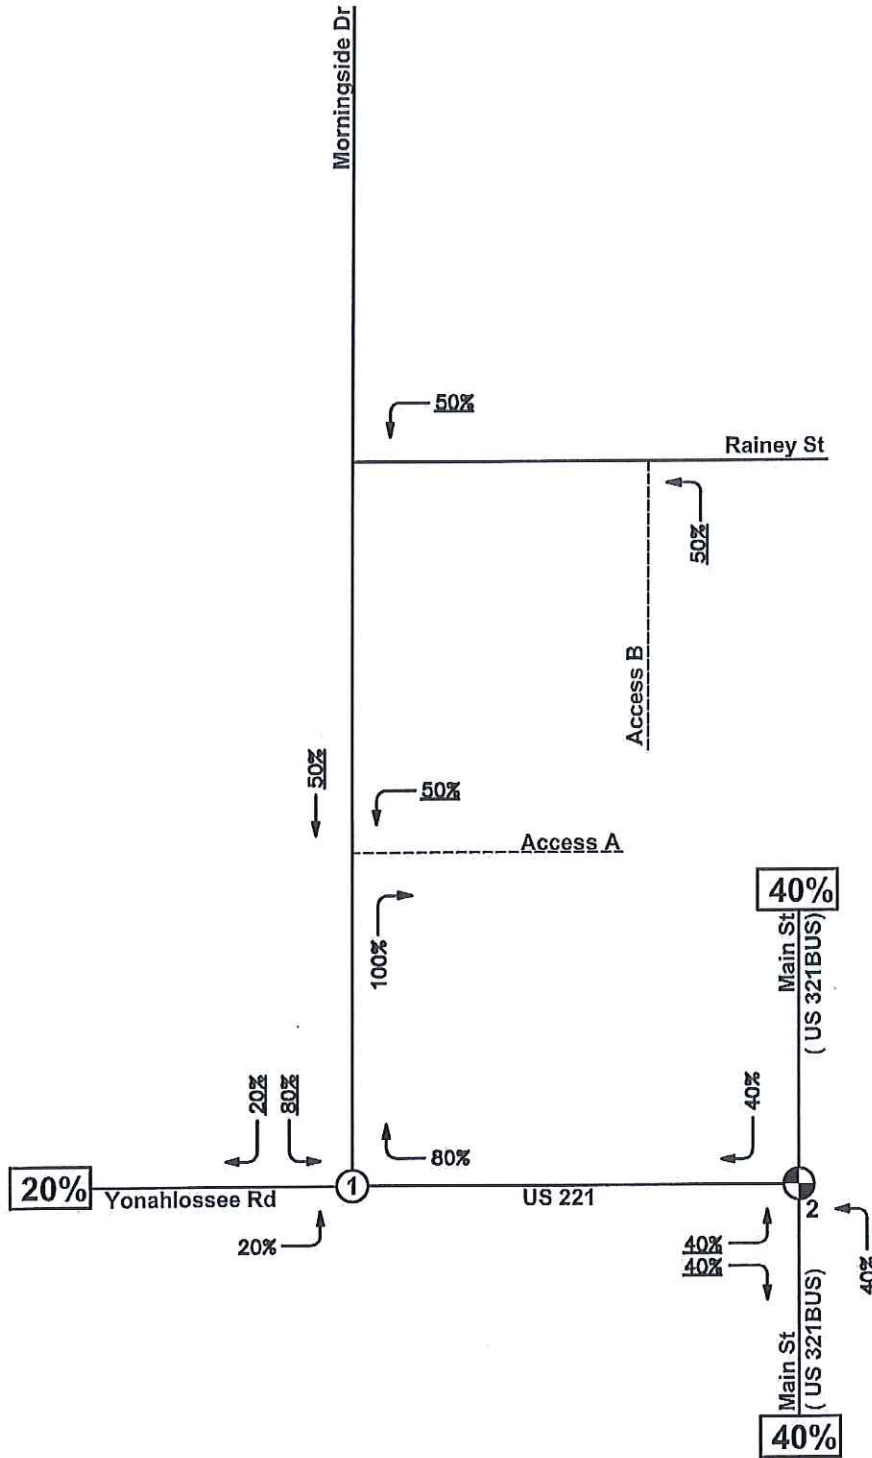 Morningside Dr
50%
Rainey St
50%
Access B
50%
50%
Access A
40%
Main St
( US 321BUS)
100%
20%
80%
40%
80%
20%
Yonahlossee Rd
1
US 221
2
20%
40%
40%
40%
Main St
( US 321BUS)
40%